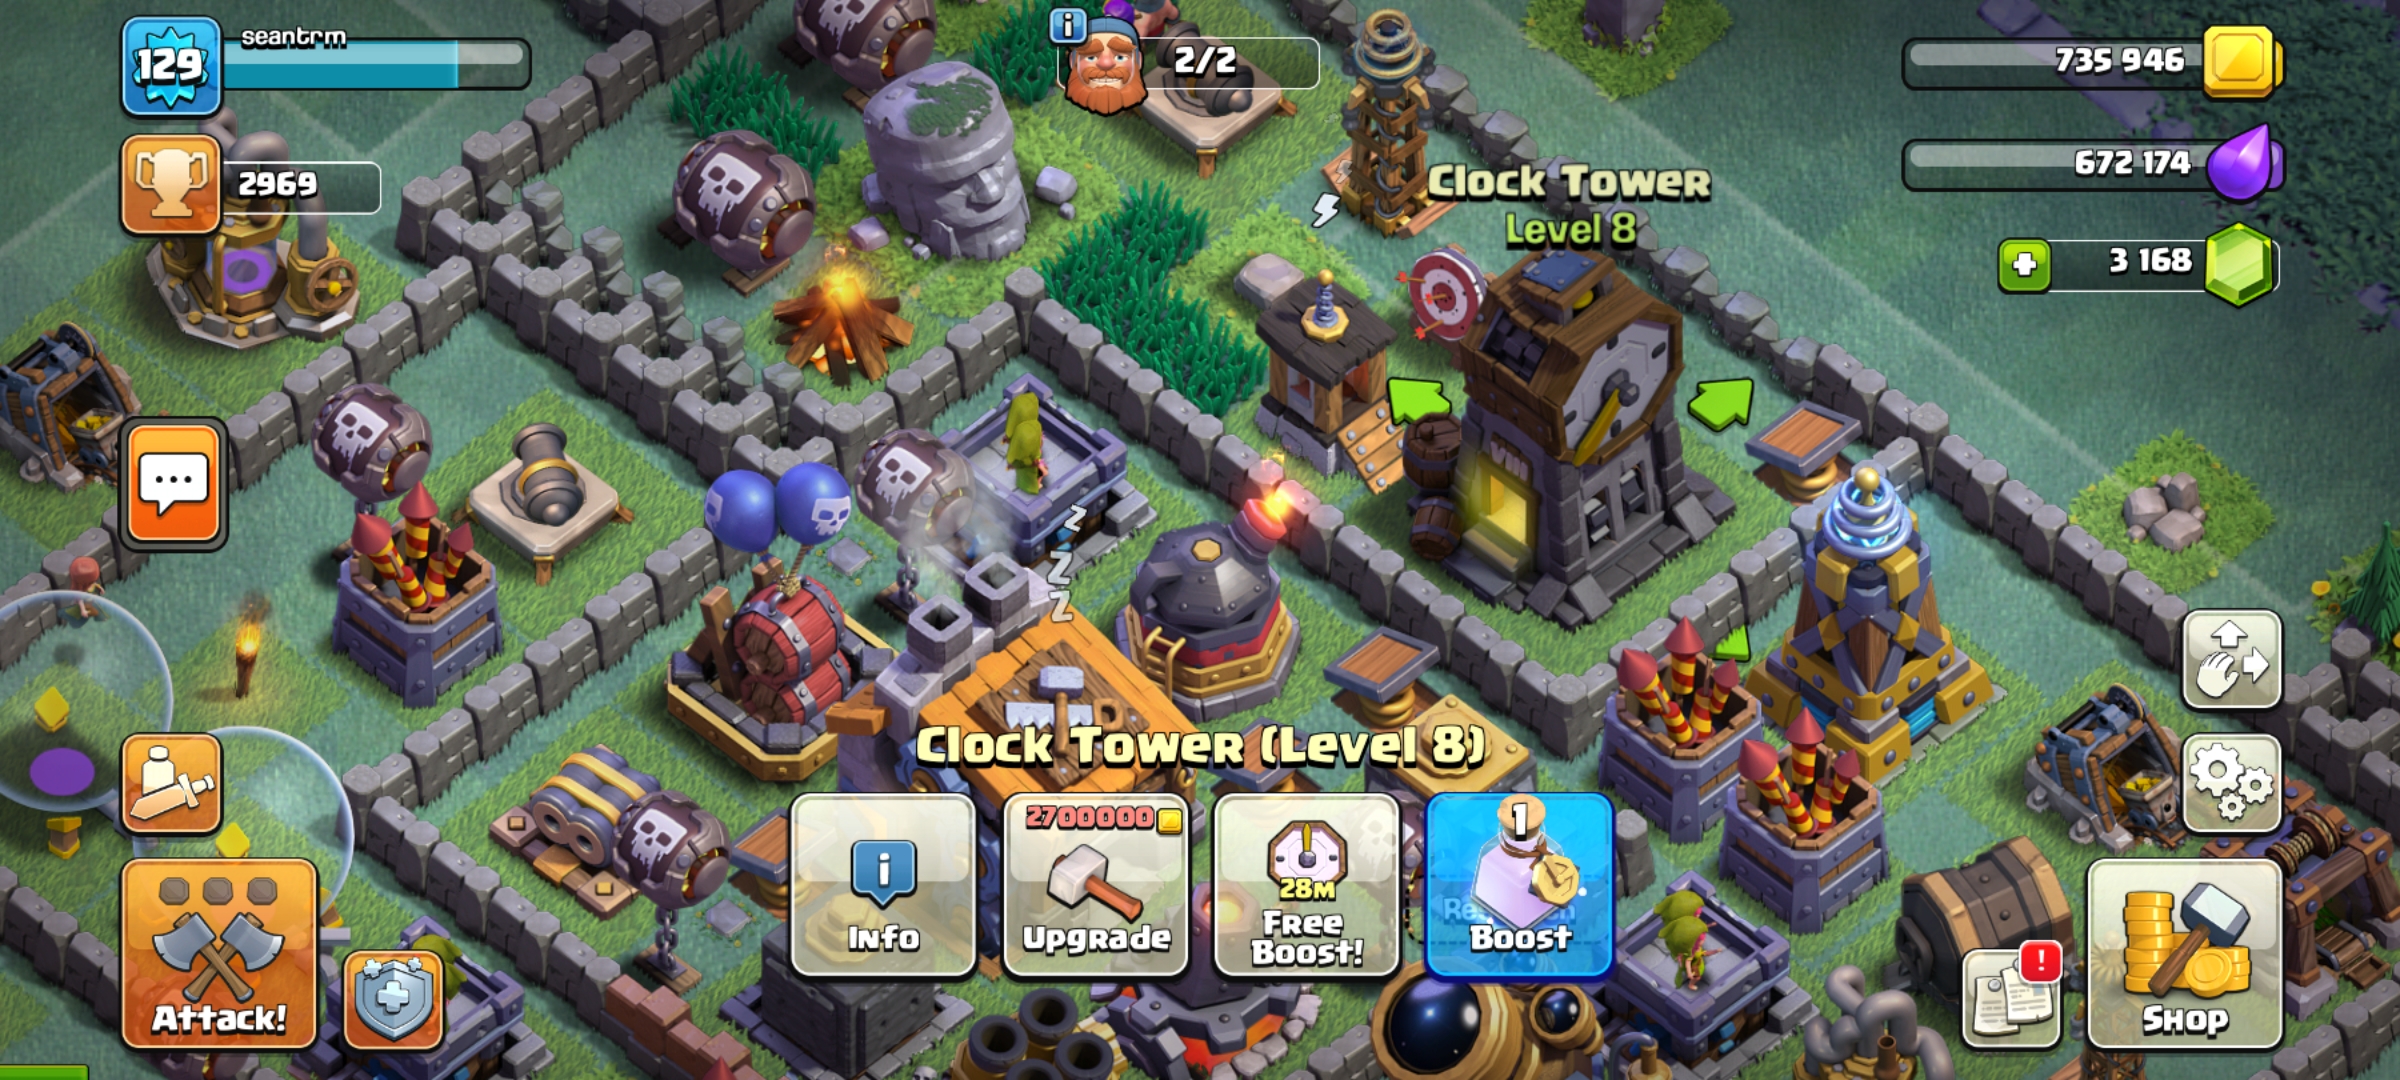 129
seantrm
2/2
735 946
2969
672 174
Clock Tower
Level 8
3 168
VIII
Z
Z
Z
Clock Tower (Level 8)
2700000
1
28M
Info
Upgrade
Free
Boost!
Boost
!
Attack!
Shop